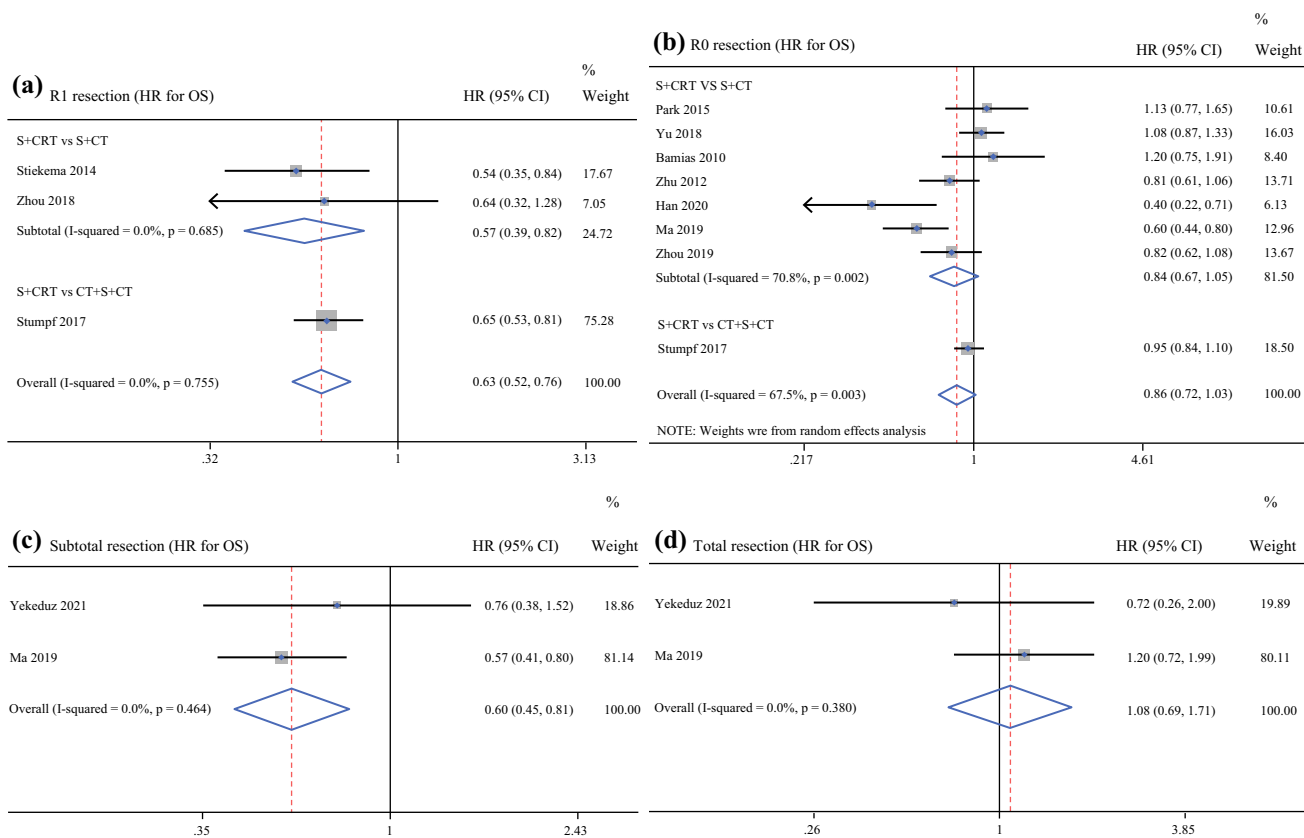 (a) R1 resection (HR for OS) HR (95% CI) % Weight
S+CRT vs S+CT
Stiekema 2014 0.54 (0.35, 0.84) 17.67
Zhou 2018 0.64 (0.32, 1.28) 7.05
Subtotal (I-squared = 0.0%, p = 0.685) 0.57 (0.39, 0.82) 24.72
S+CRT vs CT+S+CT
Stumpf 2017 0.65 (0.53, 0.81) 75.28
Overall (I-squared = 0.0%, p = 0.755) 0.63 (0.52, 0.76) 100.00
.32 1 3.13
(b) R0 resection (HR for OS) HR (95% CI) % Weight
S+CRT VS S+CT
Park 2015 1.13 (0.77, 1.65) 10.61
Yu 2018 1.08 (0.87, 1.33) 16.03
Bamias 2010 1.20 (0.75, 1.91) 8.40
Zhu 2012 0.81 (0.61, 1.06) 13.71
Han 2020 0.40 (0.22, 0.71) 6.13
Ma 2019 0.60 (0.44, 0.80) 12.96
Zhou 2019 0.82 (0.62, 1.08) 13.67
Subtotal (I-squared = 70.8%, p = 0.002) 0.84 (0.67, 1.05) 81.50
S+CRT vs CT+S+CT
Stumpf 2017 0.95 (0.84, 1.10) 18.50
Overall (I-squared = 67.5%, p = 0.003) 0.86 (0.72, 1.03) 100.00
NOTE: Weights wre from random effects analysis
.217 1 4.61
(c) Subtotal resection (HR for OS) HR (95% CI) % Weight
Yekeduz 2021 0.76 (0.38, 1.52) 18.86
Ma 2019 0.57 (0.41, 0.80) 81.14
Overall (I-squared = 0.0%, p = 0.464) 0.60 (0.45, 0.81) 100.00
.35 1 2.43
(d) Total resection (HR for OS) HR (95% CI) % Weight
Yekeduz 2021 0.72 (0.26, 2.00) 19.89
Ma 2019 1.20 (0.72, 1.99) 80.11
Overall (I-squared = 0.0%, p = 0.380) 1.08 (0.69, 1.71) 100.00
.26 1 3.85